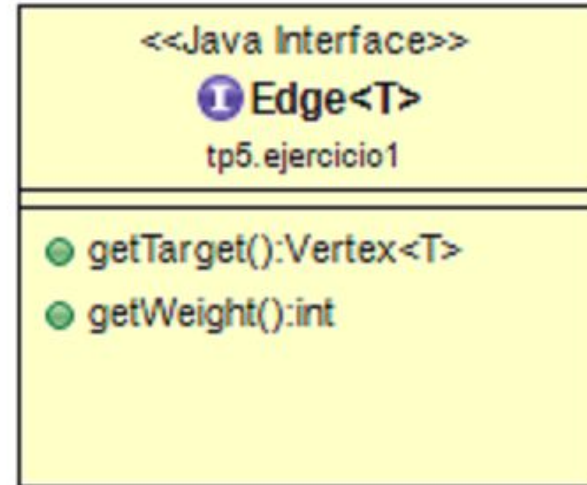 <<Java Interface>>
I Edge<T>
tp5.ejercicio1
getTarget():Vertex<T>
getWeight():int